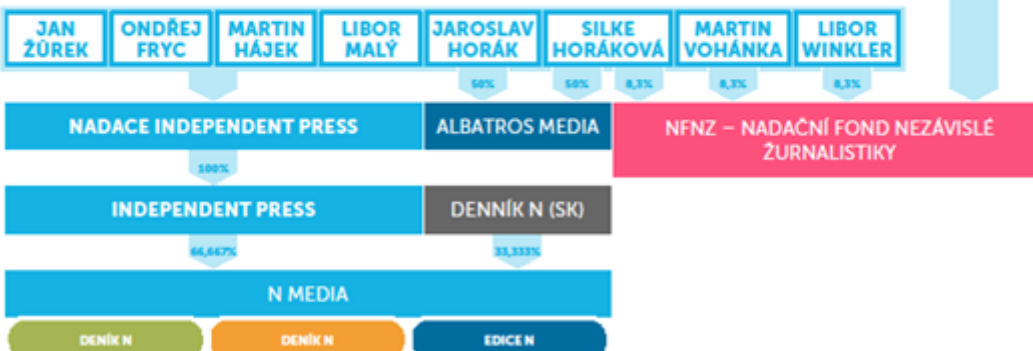 JAN
ŽŮREK
ONDŘEJ
FRYC
MARTIN
HÁJEK
LIBOR
MALÝ
JAROSLAV
HORÁK
SILKE
HORÁKOVÁ
MARTIN
VOHÁNKA
LIBOR
WINKLER
50%
50%
8,3%
8,3%
8,3%
NADACE INDEPENDENT PRESS
ALBATROS MEDIA
NFNZ – NADAČNÍ FOND NEZÁVISLÉ
ŽURNALISTIKY
100%
INDEPENDENT PRESS
DENNÍK N (SK)
66,667%
33,333%
N MEDIA
DENÍK N
DENÍK N
EDICE N